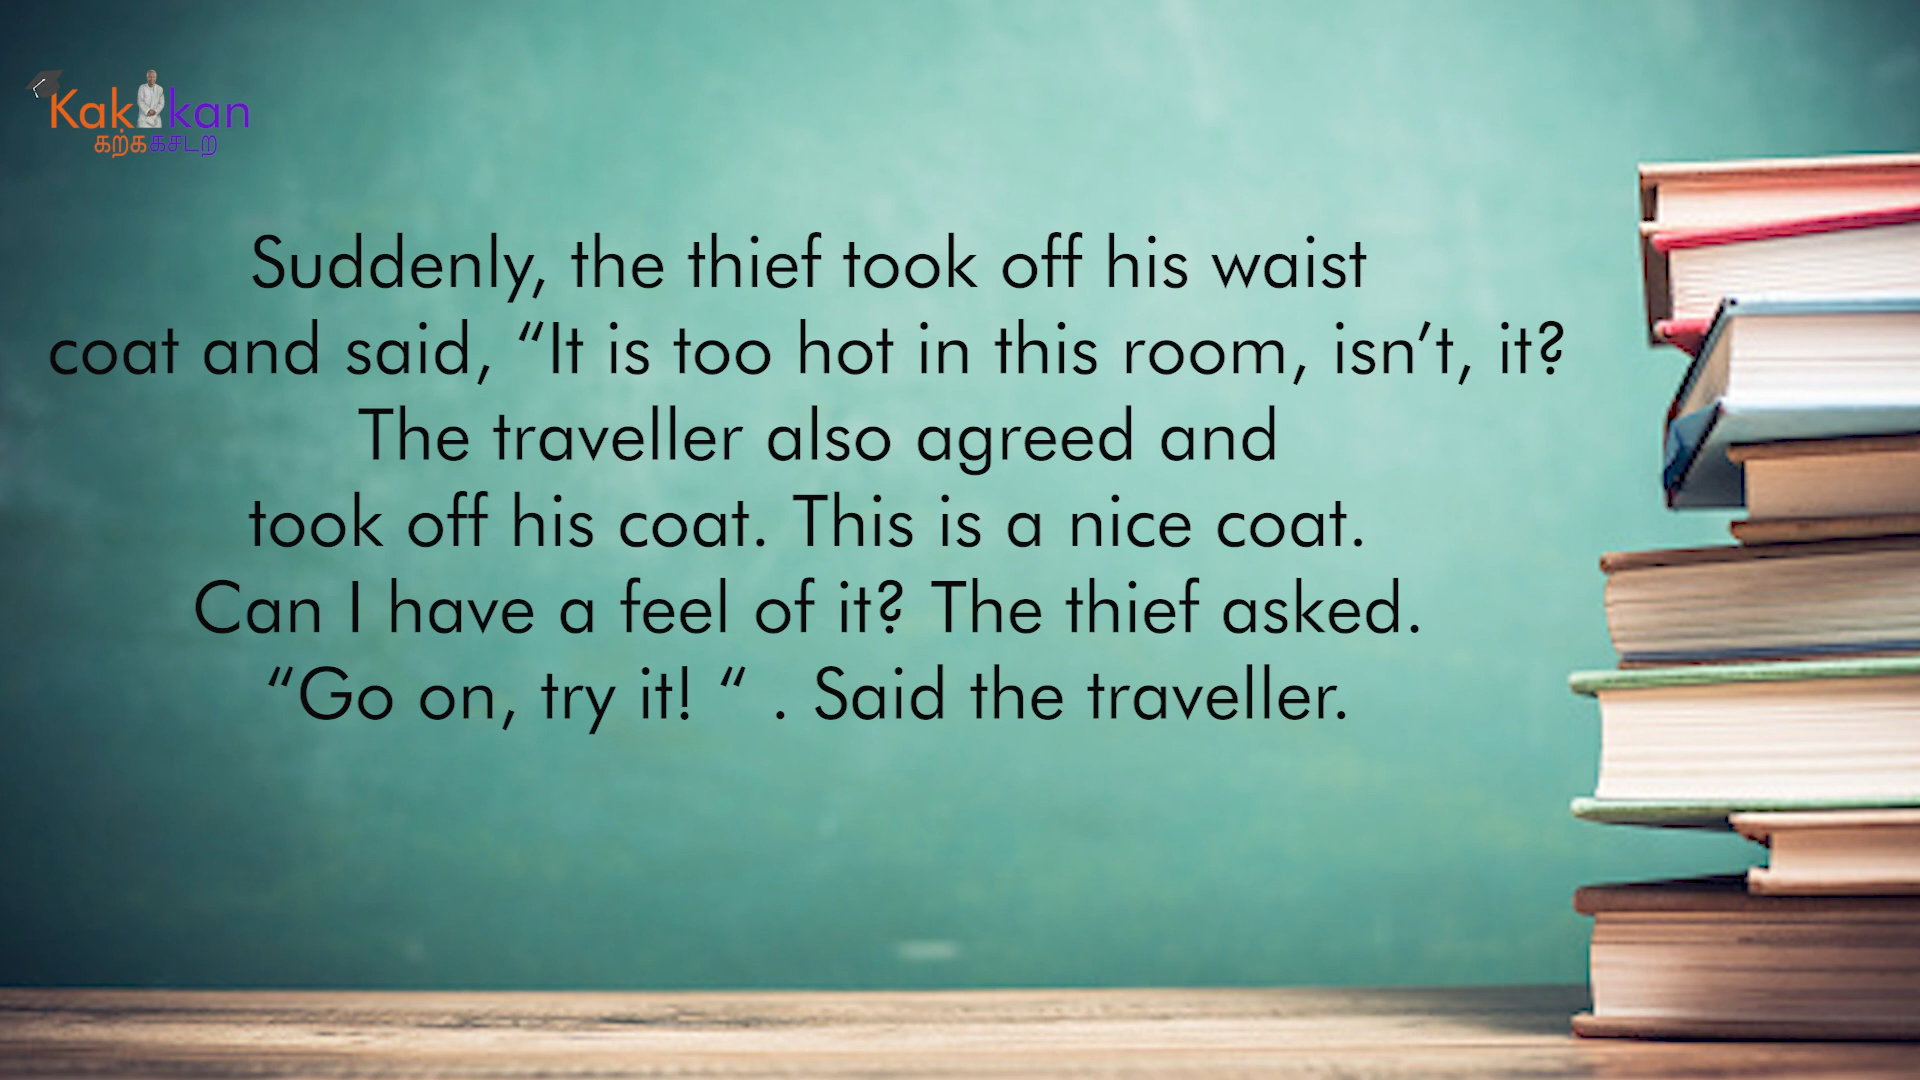 Kak kan
கற்க கசடற
Suddenly, the thief took off his waist
coat and said, “It is too hot in this room, isn’t, it?
The traveller also agreed and
took off his coat. This is a nice coat.
Can I have a feel of it? The thief asked.
“Go on, try it! “ . Said the traveller.